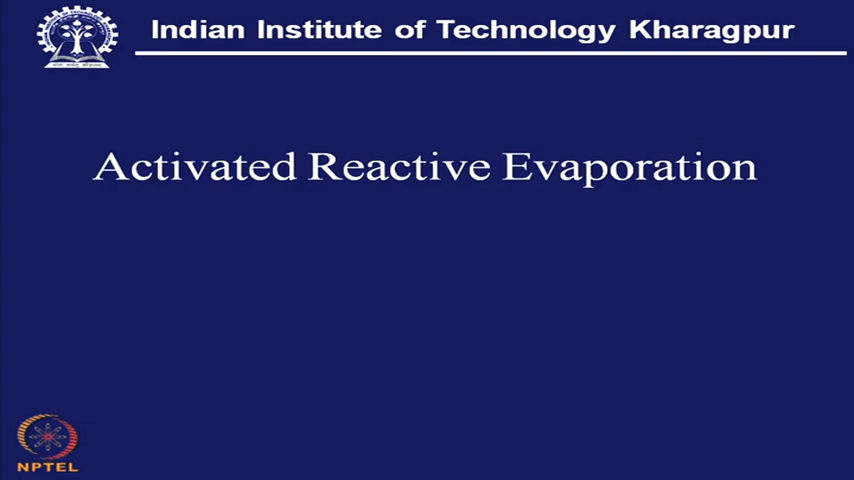 Indian Institute of Technology Kharagpur
Activated Reactive Evaporation
NPTEL